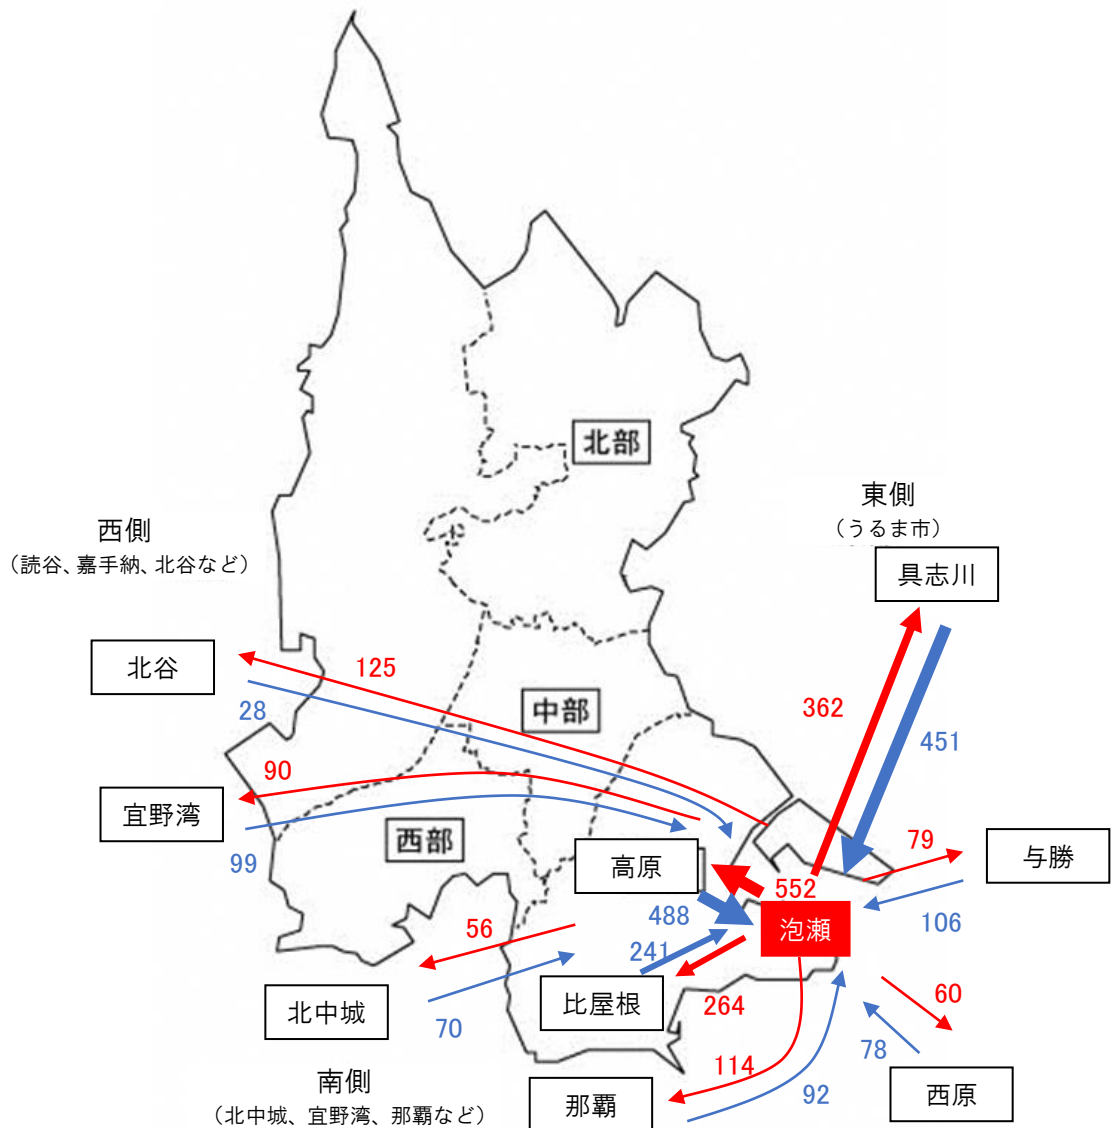 北部
東側
（うるま市）
西側
（読谷、嘉手納、北谷など）
具志川
北谷
125
28
中部
362
451
90
宜野湾
99
西部
高原
79
与勝
552
488
106
泡瀬
56
241
北中城
70
比屋根
264
60
78
114
92
南側
（北中城、宜野湾、那覇など）
那覇
西原